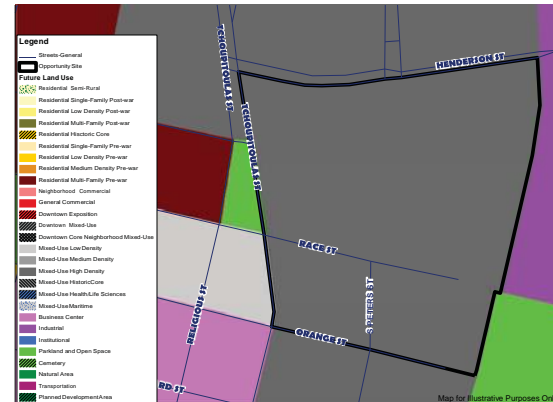 Legend
Streets-General
Opportunity Site
Future Land Use
Residential Semi-Rural
Residential Single-Family Post-war
Residential Low Density Post-war
Residential Multi-Family Post-war
Residential Hisctoric Core
Residential Single-Family Pre-war
Residential Low Density Pre-war
Residential Medium Density Pre-war
Residential Multi-Family Pre-war
Neighborhood Commercial
General Commercial
Downtown Exposition
Downtown Mixed-Use
Downtown Core Neighborhood Mixed-Use
Mixed-Use Low Density
Mixed-Use Medium Density
Mixed-Use High Density
Mixed-Use HistoricCore
Mixed-Use Health/Life Sciences
Mixed-Use Maritime
Business Center
Industrial
Institutional
Parkland and Open Space
Cemetery
Natural Area
Transportation
Planned Development Area
TCHOUPITOULAS ST
HENDERSON ST
TCHOUPITOULAS ST
RACE ST
S PETERS ST
RELIGIOUS ST
ORANGE ST
RD ST
Map for Illustrative Purposes Onl